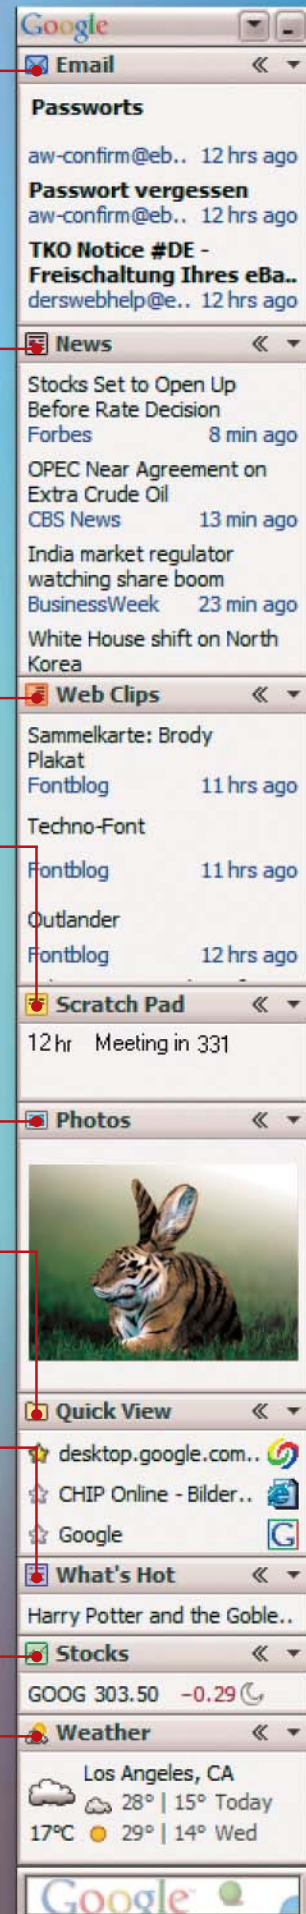 Google
Email
Passworts
aw-confirm@eb.. 12 hrs ago
Passwort vergessen
aw-confirm@eb.. 12 hrs ago
TKO Notice #DE -
Freischaltung Ihres eBa..
derswebhelp@e.. 12 hrs ago
News
Stocks Set to Open Up
Before Rate Decision
Forbes 8 min ago
OPEC Near Agreement on
Extra Crude Oil
CBS News 13 min ago
India market regulator
watching share boom
BusinessWeek 23 min ago
White House shift on North
Korea
Web Clips
Sammelkarte: Brody
Plakat
Fontblog 11 hrs ago
Techno-Font
Fontblog 11 hrs ago
Outlander
Fontblog 12 hrs ago
Scratch Pad
12 hr Meeting in 331
Photos
Quick View
desktop.google.com..
CHIP Online - Bilder..
Google G
What's Hot
Harry Potter and the Goble..
Stocks
GOOG 303.50 -0.29
Weather
Los Angeles, CA
28° | 15° Today
17°C 29° | 14° Wed
Google